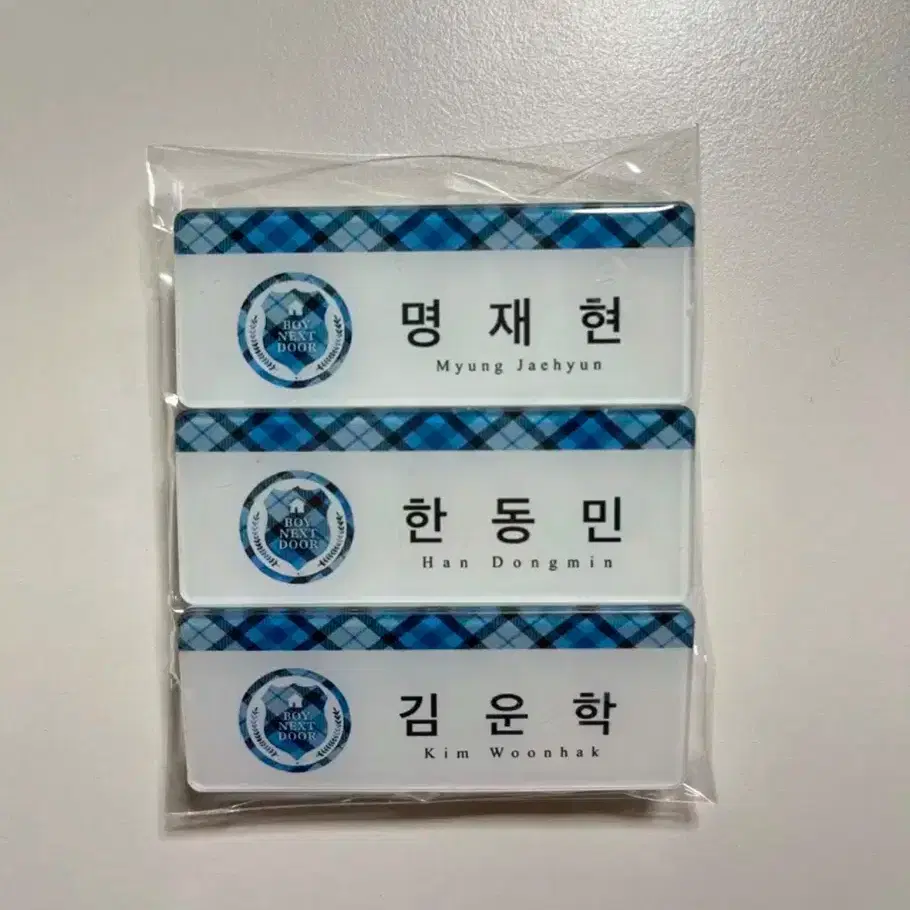 BOY
NEXT
DOOR
명 재 현
Myung Jaehyun
BOY
NEXT
DOOR
한 동 민
Han Dongmin
BOY
NEXT
DOOR
김 운 학
Kim Woonhak